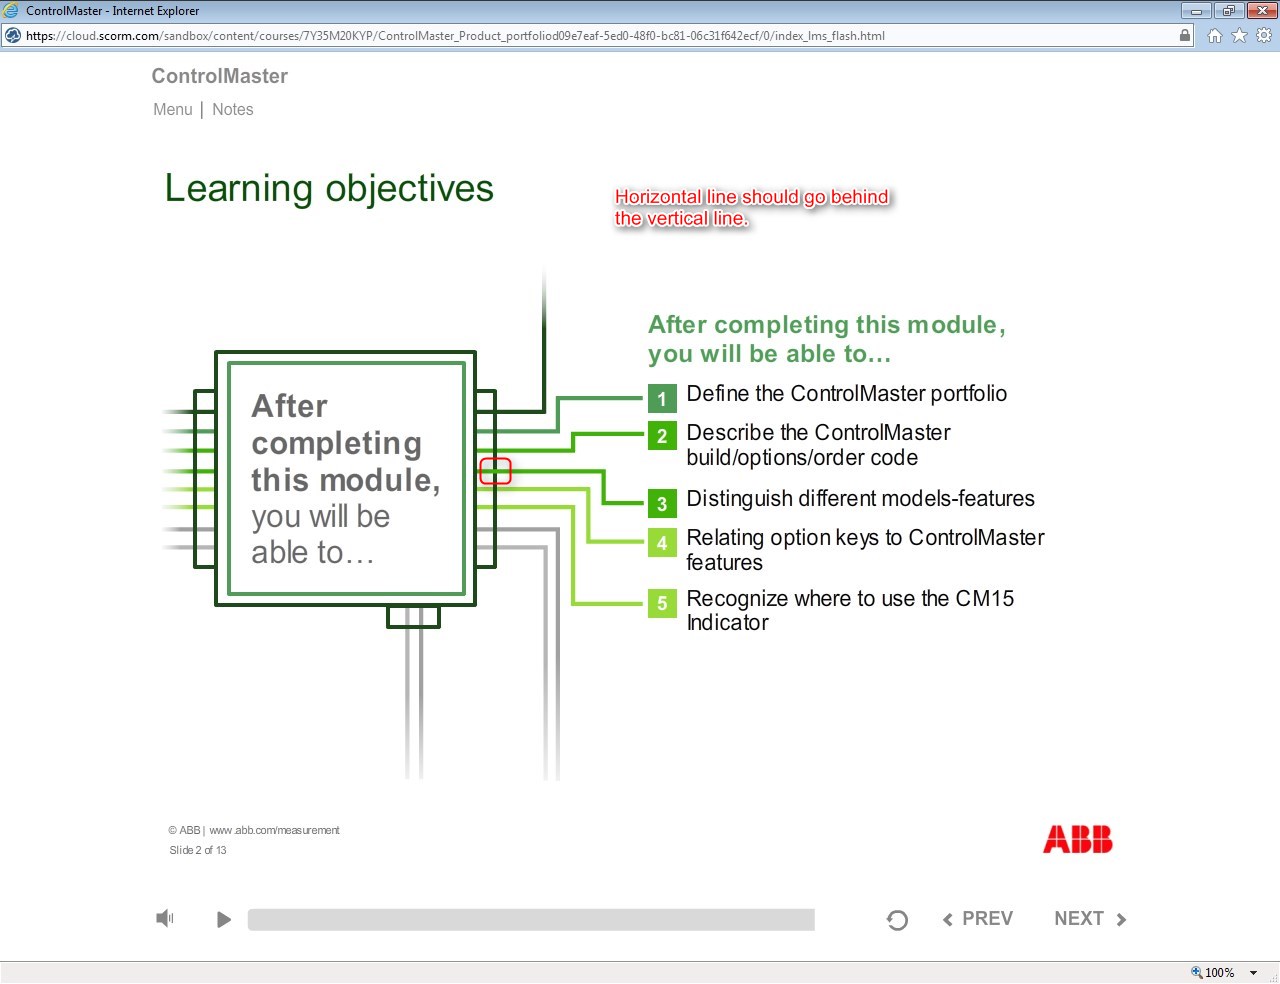 ControlMaster - Internet Explorer
https://cloud.scorm.com/sandbox/content/courses/7Y35M20KYP/ControlMaster_Product_portfoliod09e7eaf-5ed0-48f0-bc81-06c31f642ecf/0/index_lms_flash.html
ControlMaster
Menu | Notes
Learning objectives
Horizontal line should go behind
the vertical line.
After
completing
this module,
you will be
able to...
After completing this module,
you will be able to...
1 Define the ControlMaster portfolio
2 Describe the ControlMaster
build/options/order code
3 Distinguish different models-features
4 Relating option keys to ControlMaster
features
5 Recognize where to use the CM15
Indicator
© ABB | www.abb.com/measurement
Slide 2 of 13
ABB
PREV NEXT
100%